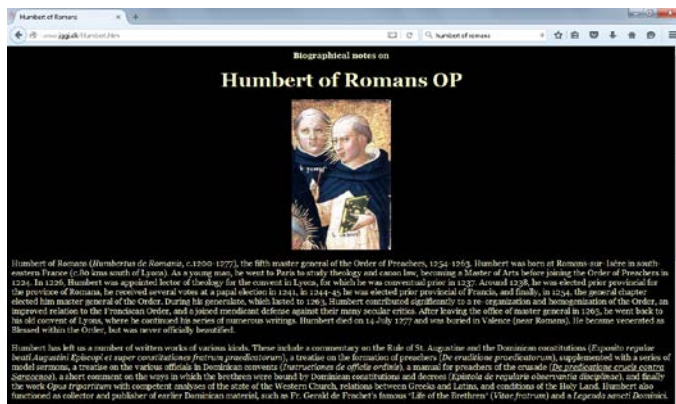 Humbert of Romans
humbert of romans
Biographical notes on
Humbert of Romans OP
Humbert of Romans (Humbertus de Romanis, c.1200-1277), the fifth master general of the Order of Preachers, 1254-1263. Humbert was born at Romans-sur-Isère in south-
eastern France (c.80 kms south of Lyons). As a young man, he went to Paris to study theology and canon law, becoming a Master of Arts before joining the Order of Preachers in
1224. In 1226, Humbert was appointed lector of theology for the convent in Lyons, for which he was conventual prior in 1237. Around 1238, he was elected prior provincial for
the province of Romana, he received several votes at a papal election in 1241, in 1244-45 he was elected prior provincial of Francia, and finally, in 1254, the general chapter
elected him master general of the Order. During his generalate, which lasted to 1263, Humbert contributed significantly to a re-organization and homogenization of the Order, an
improved relation to the Franciscan Order, and a joined mendicant defense against their many secular critics. After leaving the office of master general in 1263, he went back to
his old convent of Lyons, where he continued his series of numerous writings. Humbert died on 14 July 1277 and was buried in Valence (near Romans). He became venerated as
Blessed within the Order, but was never officially beatified.
Humbert has left us a number of written works of various kinds. These include a commentary on the Rule of St. Augustine and the Dominican constitutions (Exposito regulae
beati Augustini Episcopi et super constitutiones fratrum praedicatorum), a treatise on the formation of preachers (De eruditione praedicatorum), supplemented with a series of
model sermons, a treatise on the various officials in Dominican convents (Instructiones de officiis ordinis), a manual for preachers of the crusade (De predicatione crucis contra
Saracenos), a short comment on the ways in which the brethren were bound by Dominican constitutions and decrees (Epistola de regularis observantia disciplinae), and finally
the work Opus tripartitum with competent analyses of the state of the Western Church, relations between Greeks and Latins, and conditions of the Holy Land. Humbert also
functioned as collector and publisher of earlier Dominican material, such as Fr. Gerald de Frachet's famous 'Life of the Brethren' (Vitae fratrum) and a Legenda sancti Dominici.